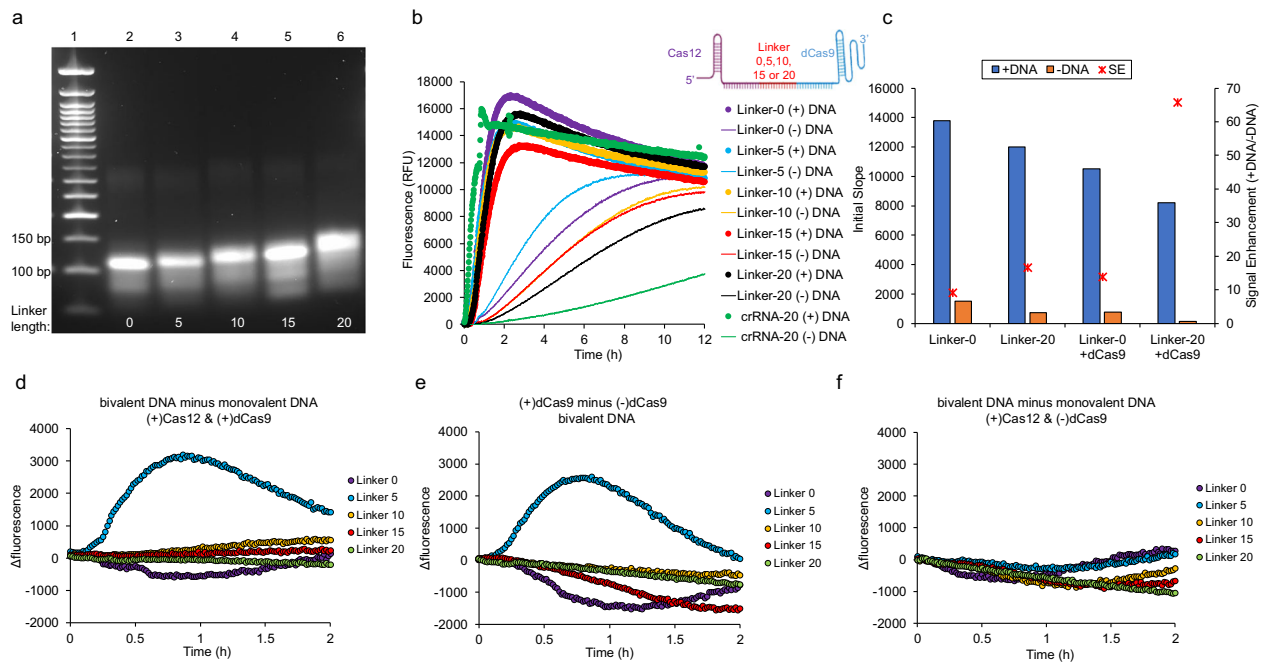 a
1 2 3 4 5 6
150 bp
100 bp
Linker
length:
0 5 10 15 20
b
Cas12
Linker
0,5,10,
15 or 20
dCas9
5'
3'
Fluorescence (RFU)
18000
16000
14000
12000
10000
8000
6000
4000
2000
0
0 2 4 6 8 10 12
Time (h)
Linker-0 (+) DNA
Linker-0 (-) DNA
Linker-5 (+) DNA
Linker-5 (-) DNA
Linker-10 (+) DNA
Linker-10 (-) DNA
Linker-15 (+) DNA
Linker-15 (-) DNA
Linker-20 (+) DNA
Linker-20 (-) DNA
crRNA-20 (+) DNA
crRNA-20 (-) DNA
c
+DNA -DNA SE
Initial Slope
16000
14000
12000
10000
8000
6000
4000
2000
0
70
60
50
40
30
20
10
0
Signal Enhancement (+DNA/-DNA)
Linker-0 Linker-20 Linker-0 Linker-20
+dCas9 +dCas9
d
bivalent DNA minus monovalent DNA
(+)Cas12 & (+)dCas9
Δfluorescence
4000
3000
2000
1000
0
-1000
-2000
0 0.5 1 1.5 2
Time (h)
Linker 0
Linker 5
Linker 10
Linker 15
Linker 20
e
(+)dCas9 minus (-)dCas9
bivalent DNA
Δfluorescence
4000
3000
2000
1000
0
-1000
-2000
0 0.5 1 1.5 2
Time (h)
Linker 0
Linker 5
Linker 10
Linker 15
Linker 20
f
bivalent DNA minus monovalent DNA
(+)Cas12 & (-)dCas9
Δfluorescence
4000
3000
2000
1000
0
-1000
-2000
0 0.5 1 1.5 2
Time (h)
Linker 0
Linker 5
Linker 10
Linker 15
Linker 20